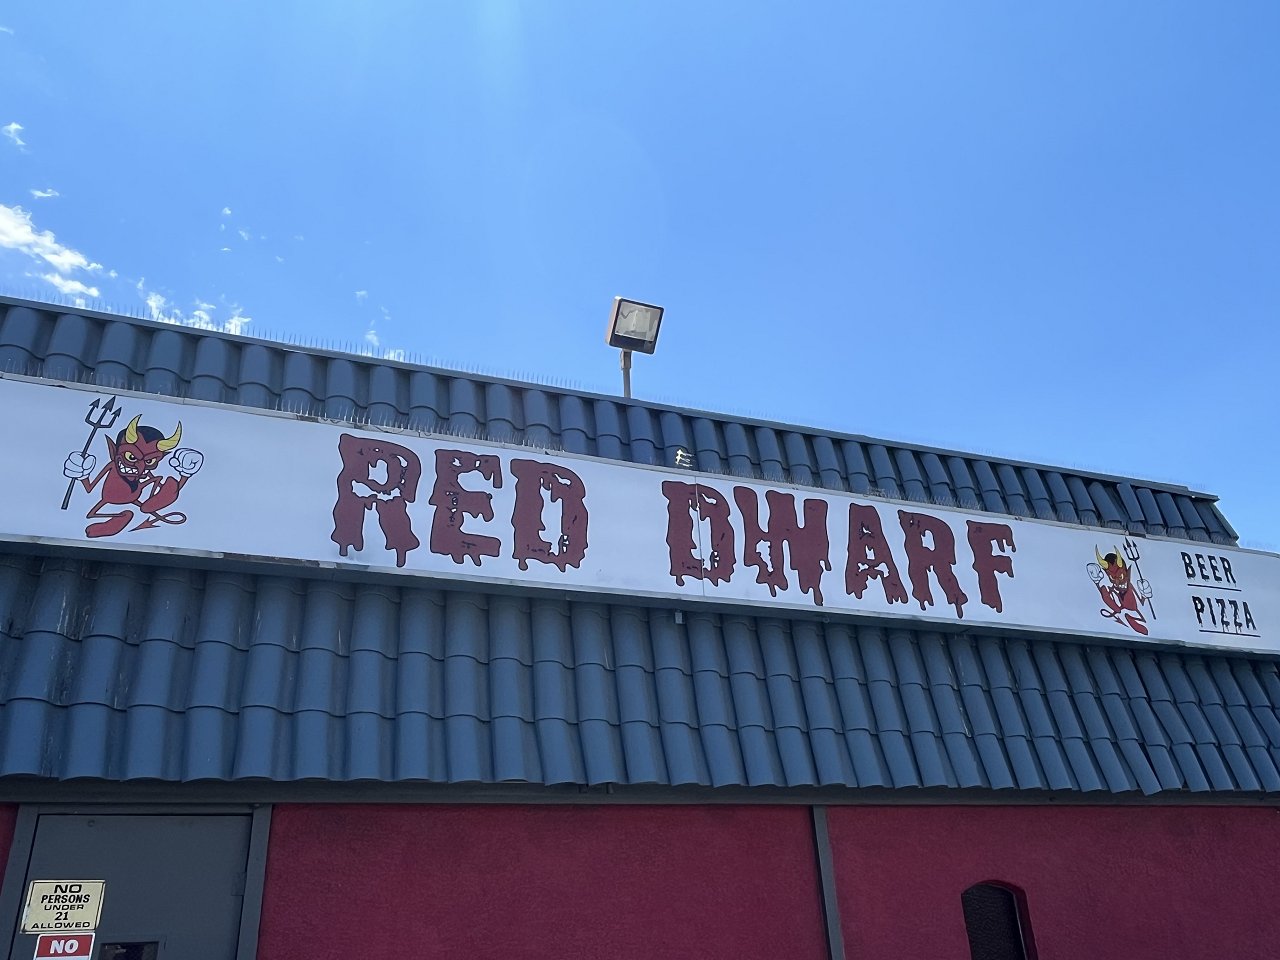 RED DWARF
BEER
PIZZA
NO
PERSONS
UNDER
21
ALLOWED
NO